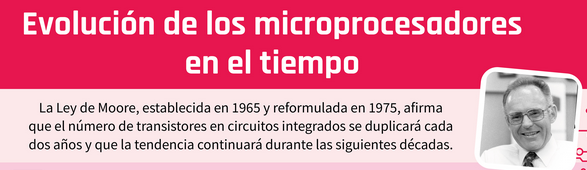 Evolución de los microprocesadores
en el tiempo
La Ley de Moore, establecida en 1965 y reformulada en 1975, afirma
que el número de transistores en circuitos integrados se duplicará cada
dos años y que la tendencia continuará durante las siguientes décadas.